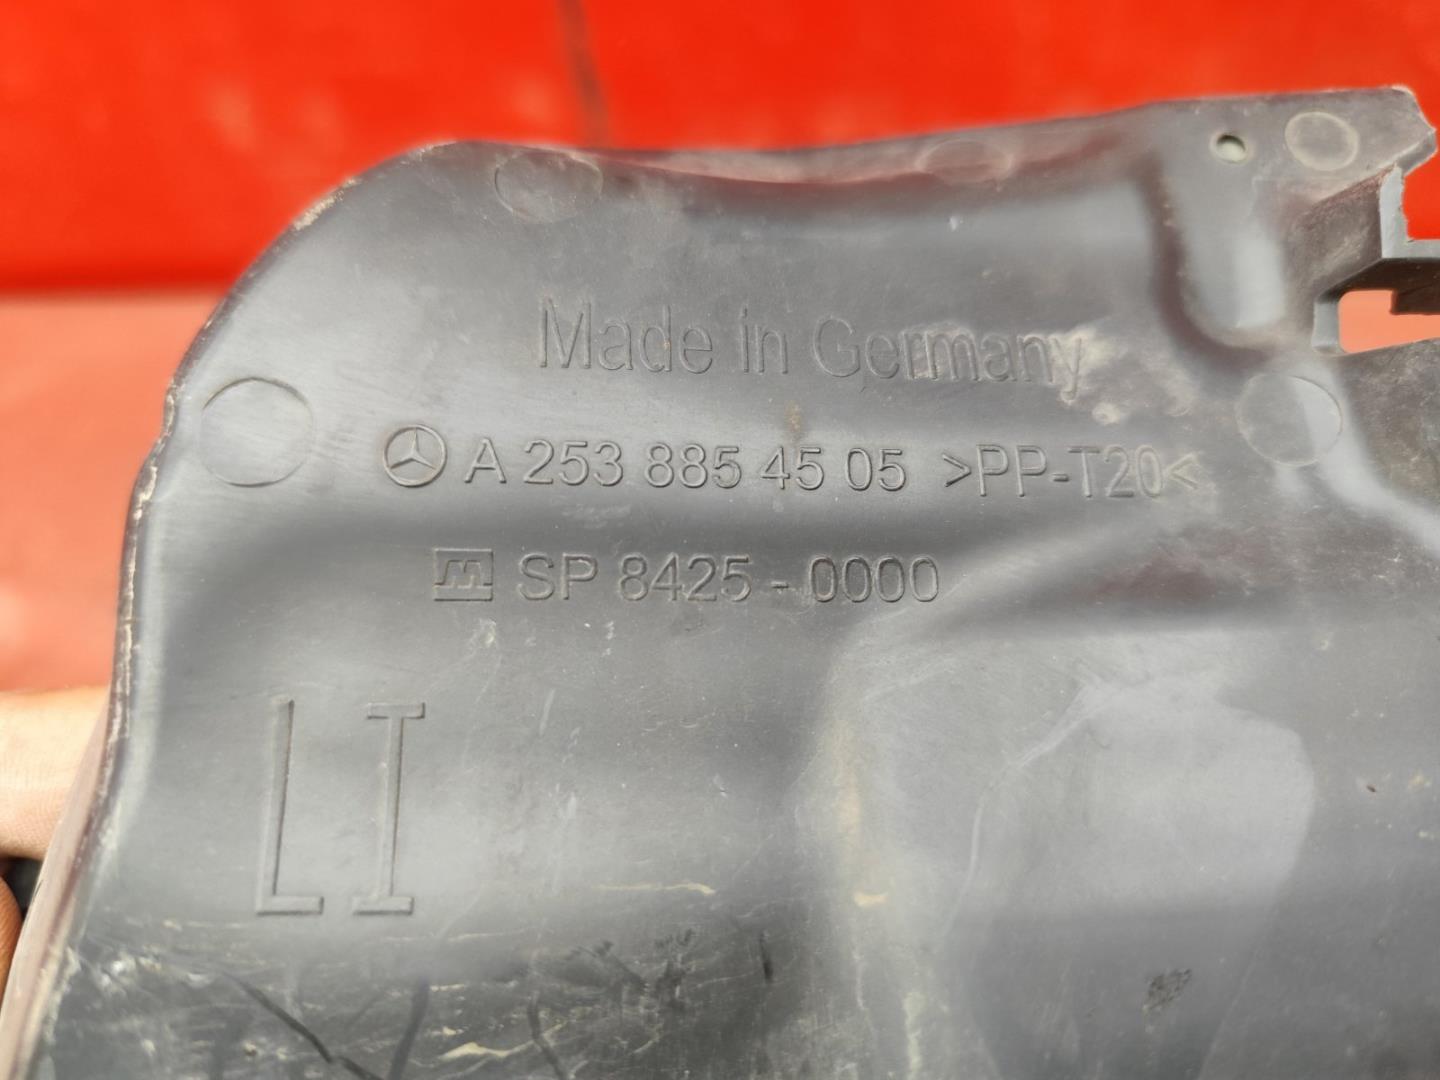 Made in Germany
A 253 885 45 05 >PP-T20<
SP 8425 - 0000
LI